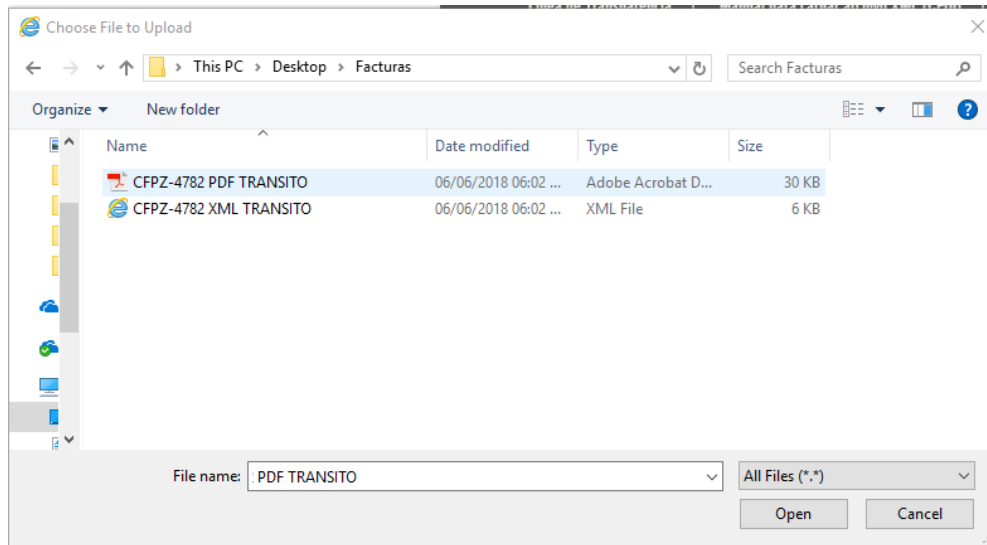 Choose File to Upload
This PC > Desktop > Facturas
Search Facturas
Organize
New folder
Name
Date modified
Type
Size
CFPZ-4782 PDF TRANSITO
06/06/2018 06:02 ...
Adobe Acrobat D...
30 KB
CFPZ-4782 XML TRANSITO
06/06/2018 06:02 ...
XML File
6 KB
File name:
PDF TRANSITO
All Files (*.*)
Open
Cancel